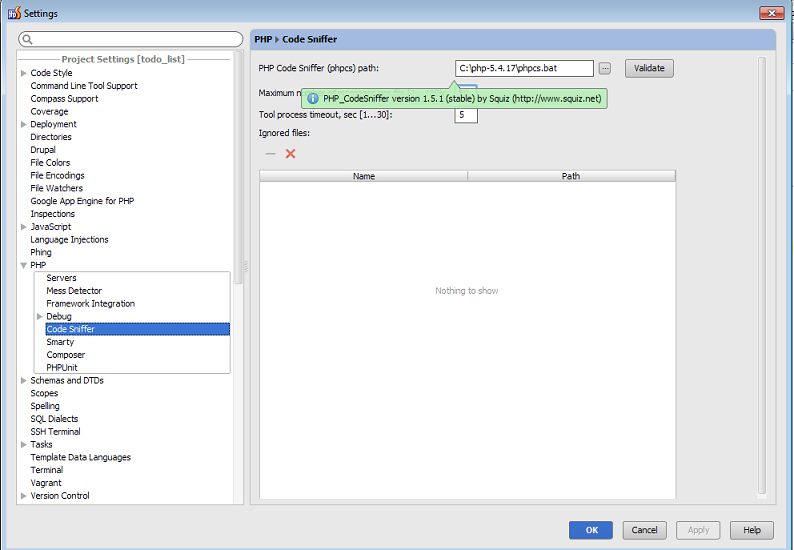 Settings
Project Settings [todo_list]
Code Style
Command Line Tool Support
Compass Support
Coverage
Deployment
Directories
Drupal
File Colors
File Encodings
File Watchers
Google App Engine for PHP
Inspections
JavaScript
Language Injections
Phing
PHP
Servers
Mess Detector
Framework Integration
Debug
Code Sniffer
Smarty
Composer
PHPUnit
Schemas and DTDs
Scopes
Spelling
SQL Dialects
SSH Terminal
Tasks
Template Data Languages
Terminal
Vagrant
Version Control
PHP Code Sniffer
PHP Code Sniffer (phpcs) path: C:\php-5.4.17\phpcs.bat ... Validate
Maximum
PHP_CodeSniffer version 1.5.1 (stable) by Squiz (http://www.squiz.net)
Tool process timeout, sec [1...30]: 5
Ignored files:
Name Path
Nothing to show
OK Cancel Apply Help